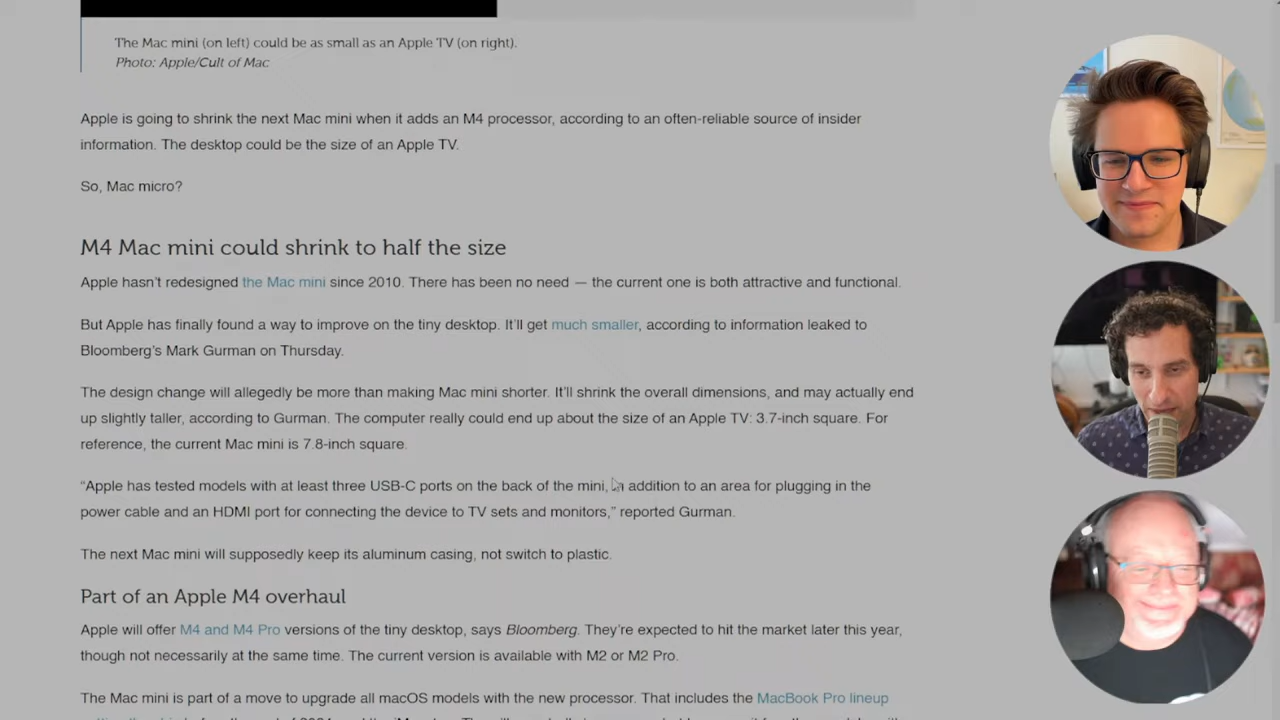 The Mac mini (on left) could be as small as an Apple TV (on right).
Photo: Apple/Cult of Mac
Apple is going to shrink the next Mac mini when it adds an M4 processor, according to an often-reliable source of insider
information. The desktop could be the size of an Apple TV.
So, Mac micro?
M4 Mac mini could shrink to half the size
Apple hasn't redesigned the Mac mini since 2010. There has been no need — the current one is both attractive and functional.
But Apple has finally found a way to improve on the tiny desktop. It'll get much smaller, according to information leaked to
Bloomberg's Mark Gurman on Thursday.
The design change will allegedly be more than making Mac mini shorter. It'll shrink the overall dimensions, and may actually end
up slightly taller, according to Gurman. The computer really could end up about the size of an Apple TV: 3.7-inch square. For
reference, the current Mac mini is 7.8-inch square.
“Apple has tested models with at least three USB-C ports on the back of the mini, in addition to an area for plugging in the
power cable and an HDMI port for connecting the device to TV sets and monitors,” reported Gurman.
The next Mac mini will supposedly keep its aluminum casing, not switch to plastic.
Part of an Apple M4 overhaul
Apple will offer M4 and M4 Pro versions of the tiny desktop, says Bloomberg. They're expected to hit the market later this year,
though not necessarily at the same time. The current version is available with M2 or M2 Pro.
The Mac mini is part of a move to upgrade all macOS models with the new processor. That includes the MacBook Pro lineup